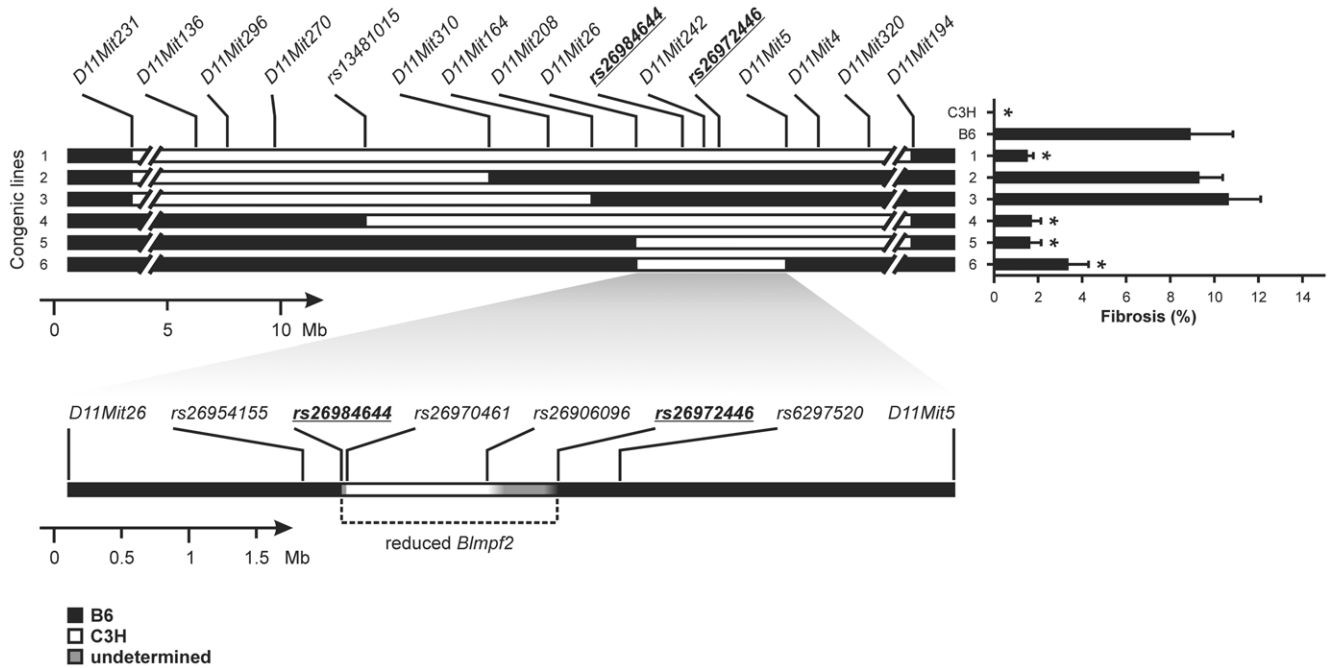 D11Mit231 D11Mit136 D11Mit296 D11Mit270 rs13481015 D11Mit310 D11Mit164 D11Mit208 D11Mit26 rs26984644 D11Mit242 rs26972446 D11Mit5 D11Mit4 D11Mit320 D11Mit194
Congenic lines
1
2
3
4
5
6
0 5 10 Mb
C3H *
B6
1 *
2
3
4 *
5 *
6 *
0 2 4 6 8 10 12 14
Fibrosis (%)
D11Mit26 rs26954155 rs26984644 rs26970461 rs26906096 rs26972446 rs6297520 D11Mit5
reduced Blmpf2
0 0.5 1 1.5 Mb
B6
C3H
undetermined